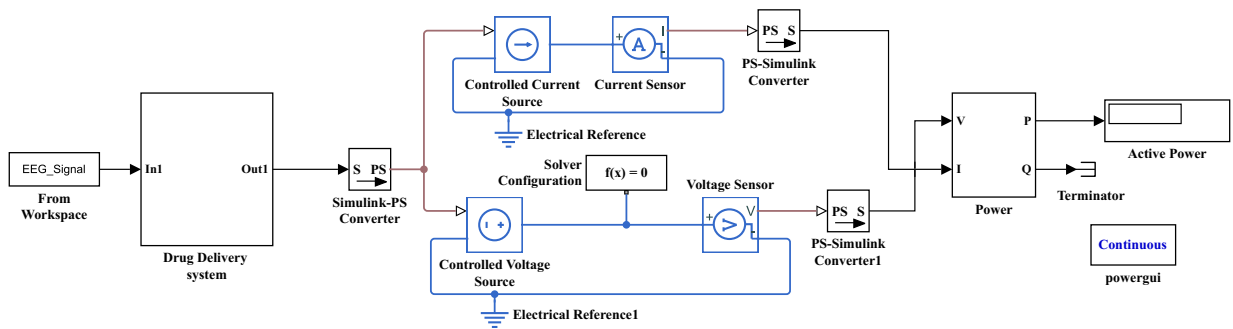 EEG_Signal
From
Workspace
In1
Out1
Drug Delivery
system
S PS
Simulink-PS
Converter
Controlled Current
Source
+
A
I
-
Current Sensor
Electrical Reference
PS S
PS-Simulink
Converter
Solver
Configuration
f(x) = 0
- +
Controlled Voltage
Source
Voltage Sensor
+
V
V
-
Electrical Reference1
PS S
PS-Simulink
Converter1
V
I
P
Q
Power
Active Power
Terminator
Continuous
powergui